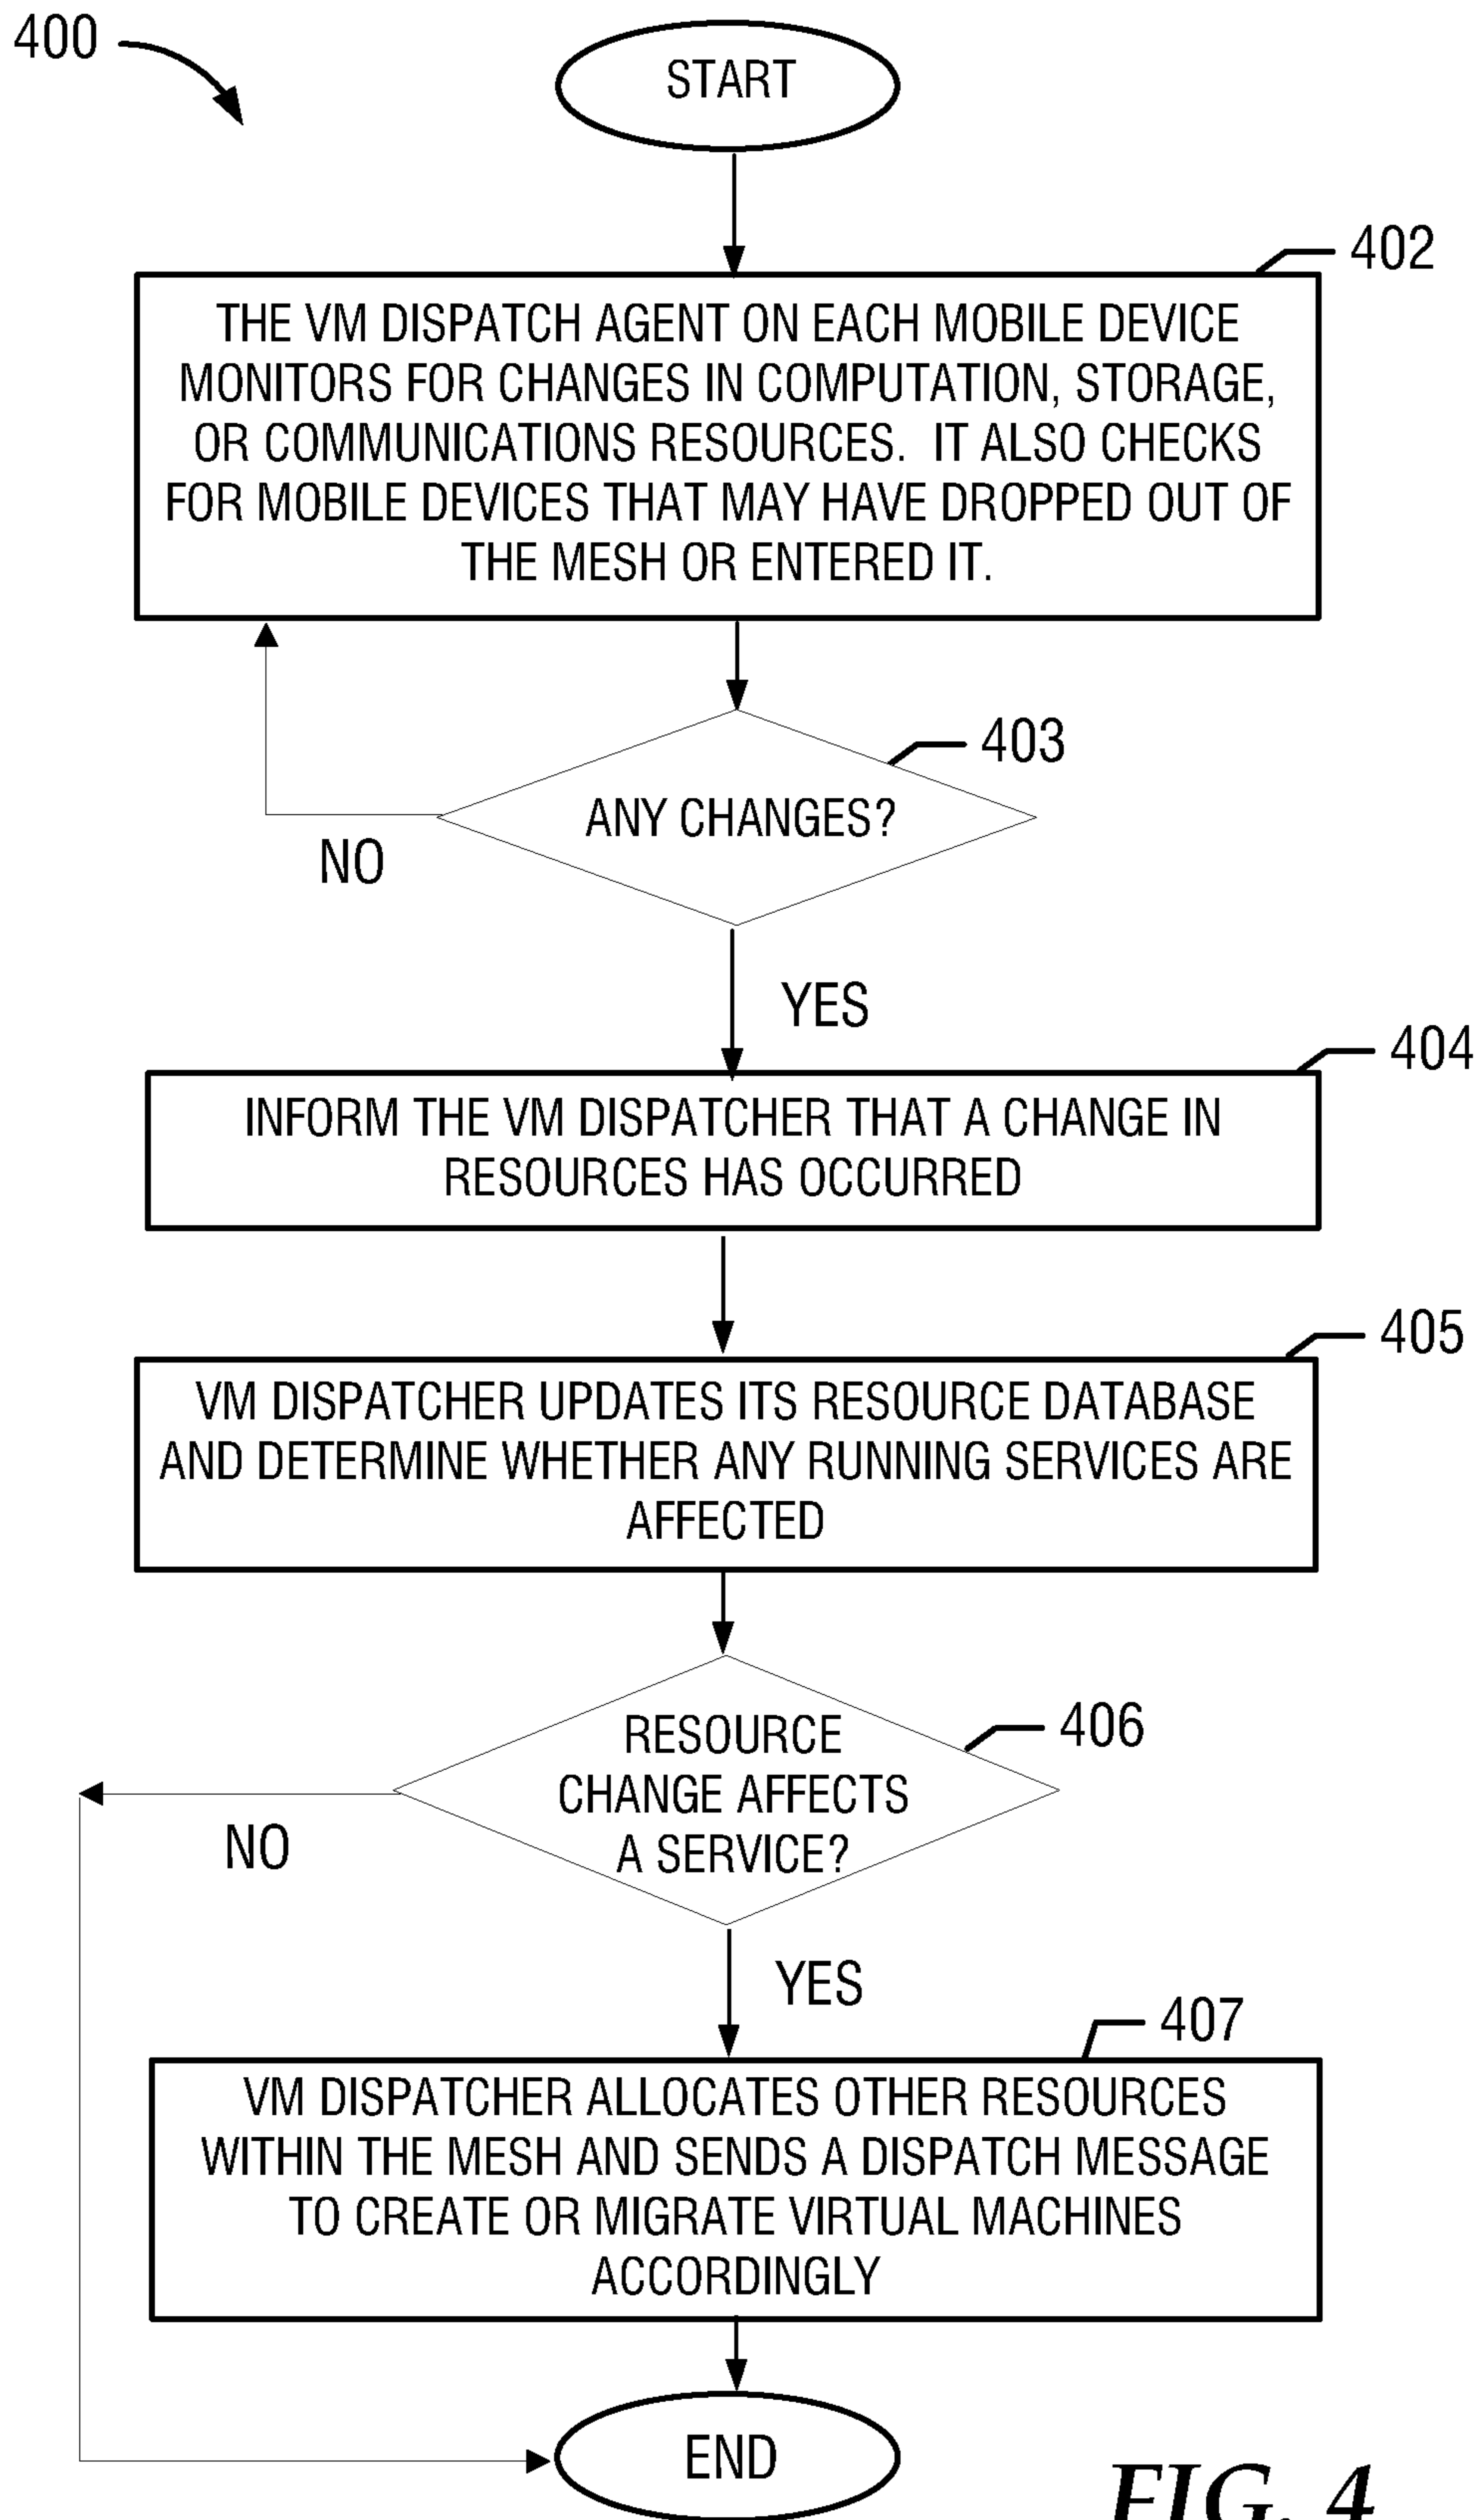 400
START
402
THE VM DISPATCH AGENT ON EACH MOBILE DEVICE
MONITORS FOR CHANGES IN COMPUTATION, STORAGE,
OR COMMUNICATIONS RESOURCES. IT ALSO CHECKS
FOR MOBILE DEVICES THAT MAY HAVE DROPPED OUT OF
THE MESH OR ENTERED IT.
403
ANY CHANGES?
NO
YES
404
INFORM THE VM DISPATCHER THAT A CHANGE IN
RESOURCES HAS OCCURRED
405
VM DISPATCHER UPDATES ITS RESOURCE DATABASE
AND DETERMINE WHETHER ANY RUNNING SERVICES ARE
AFFECTED
406
RESOURCE
CHANGE AFFECTS
A SERVICE?
NO
YES
407
VM DISPATCHER ALLOCATES OTHER RESOURCES
WITHIN THE MESH AND SENDS A DISPATCH MESSAGE
TO CREATE OR MIGRATE VIRTUAL MACHINES
ACCORDINGLY
END
FIG. 4